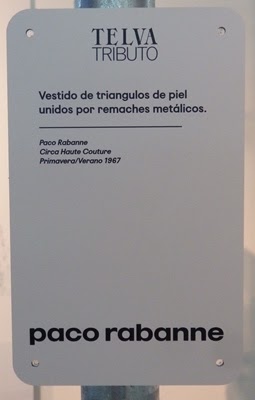 TELVA
TRIBUTO
Vestido de triangulos de piel
unidos por remaches metálicos.
Paco Rabanne
Circa Haute Couture
Primavera/Verano 1967
paco rabanne